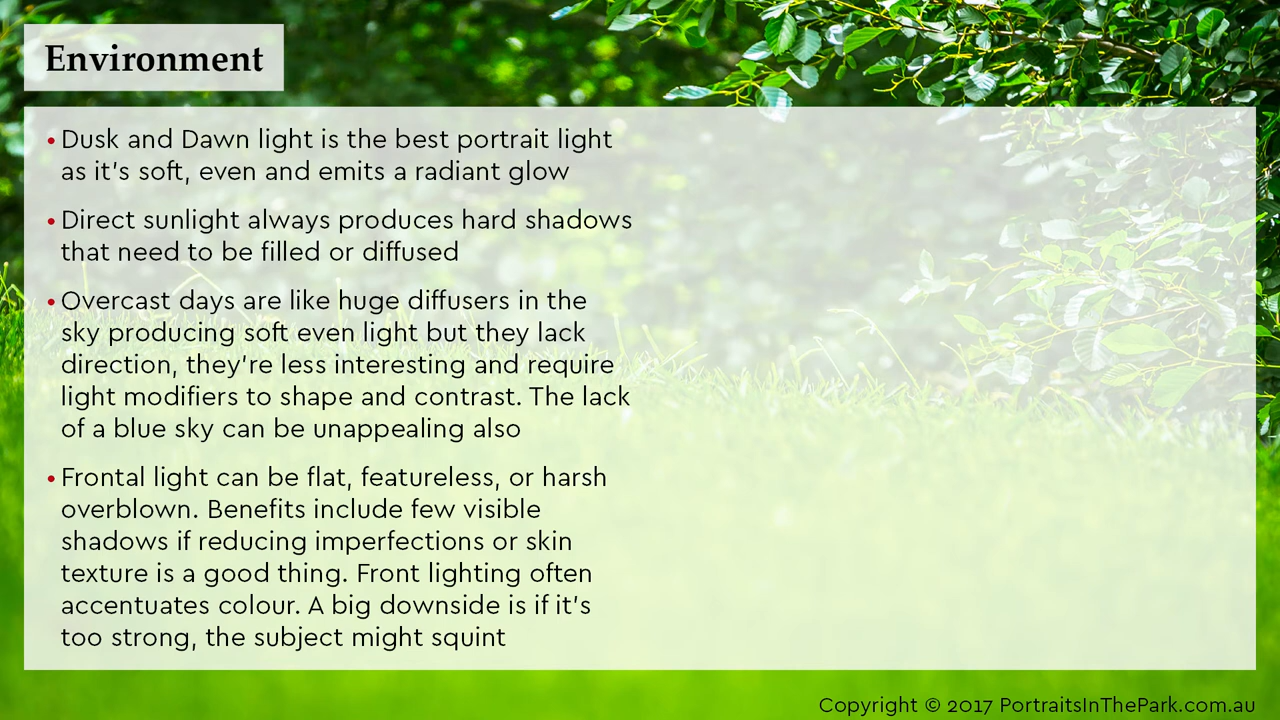 Environment
• Dusk and Dawn light is the best portrait light
as it's soft, even and emits a radiant glow
• Direct sunlight always produces hard shadows
that need to be filled or diffused
• Overcast days are like huge diffusers in the
sky producing soft even light but they lack
direction, they're less interesting and require
light modifiers to shape and contrast. The lack
of a blue sky can be unappealing also
• Frontal light can be flat, featureless, or harsh
overblown. Benefits include few visible
shadows if reducing imperfections or skin
texture is a good thing. Front lighting often
accentuates colour. A big downside is if it's
too strong, the subject might squint
Copyright © 2017 PortraitsInThePark.com.au